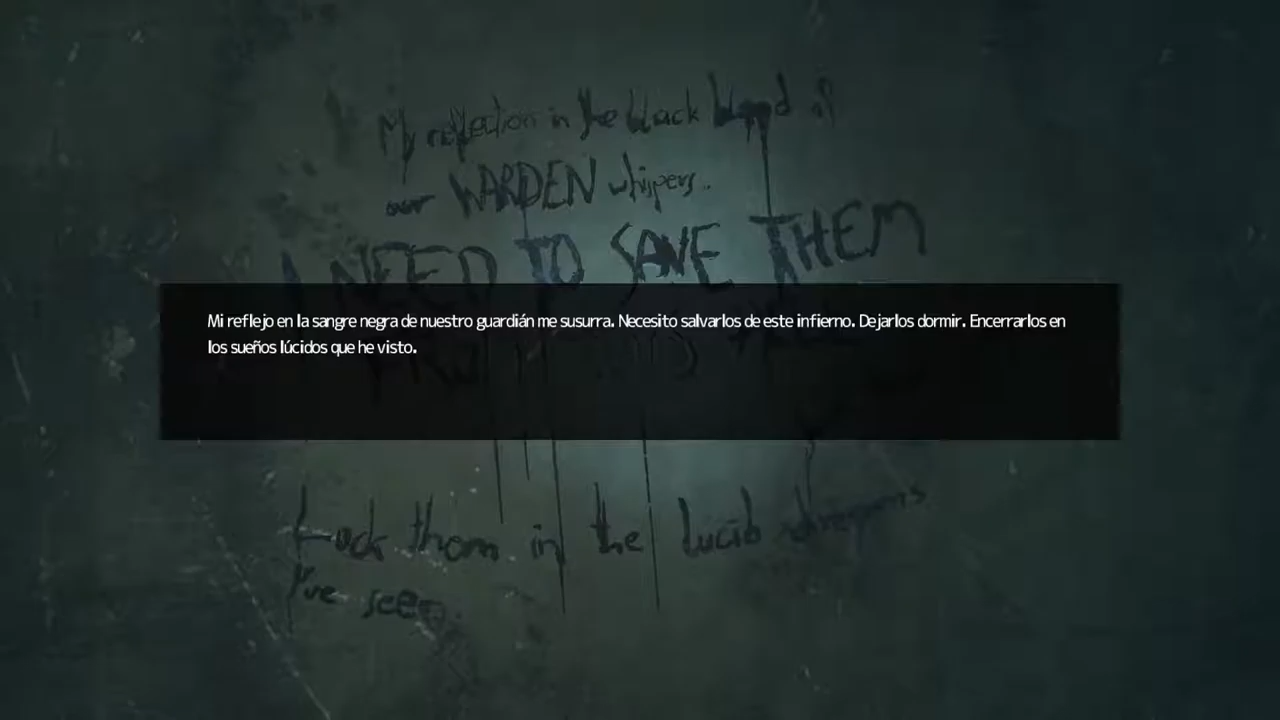 My reflection in the black blood of
our WARDEN whispers.
I NEED TO SAVE THEM
Mi reflejo en la sangre negra de nuestro guardián me susurra. Necesito salvarlos de este infierno. Dejarlos dormir. Encerrarlos en
los sueños lúcidos que he visto.
Lock them in the lucid dreams
I've seen.